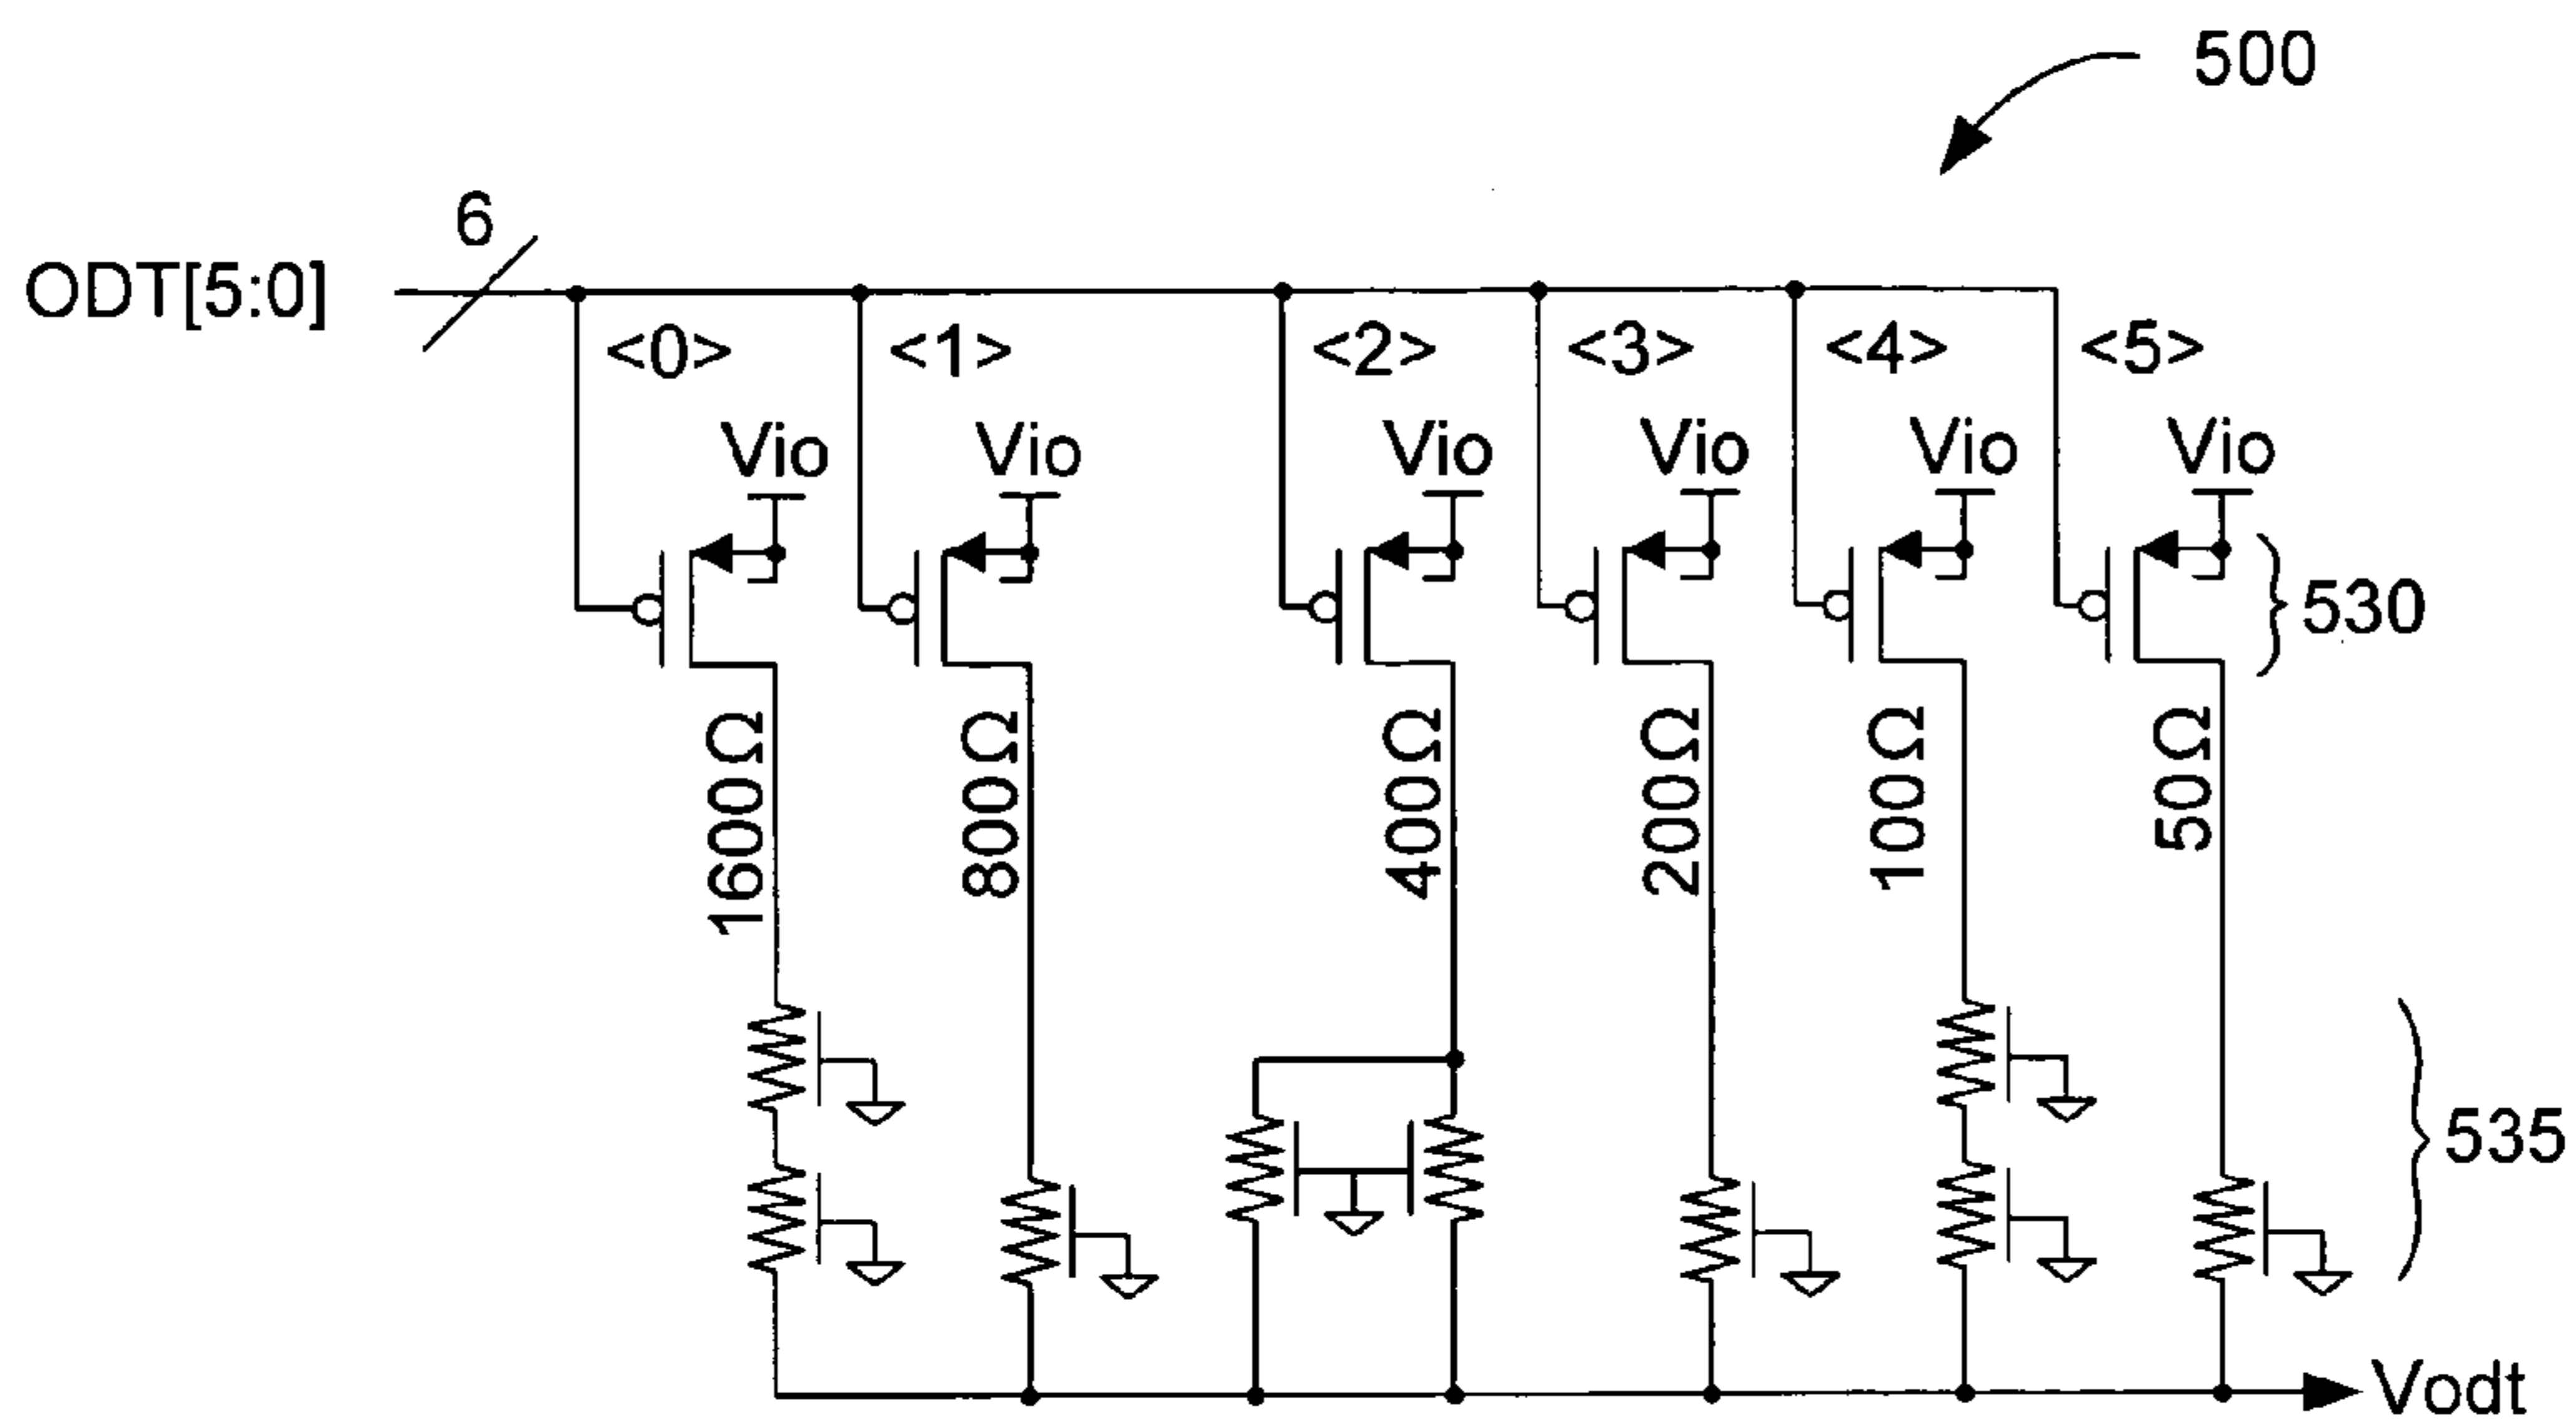 500
6
ODT[5:0]
<0> <1> <2> <3> <4> <5>
Vio Vio Vio Vio Vio Vio
530
1600Ω 800Ω 400Ω 200Ω 100Ω 50Ω
535
Vodt